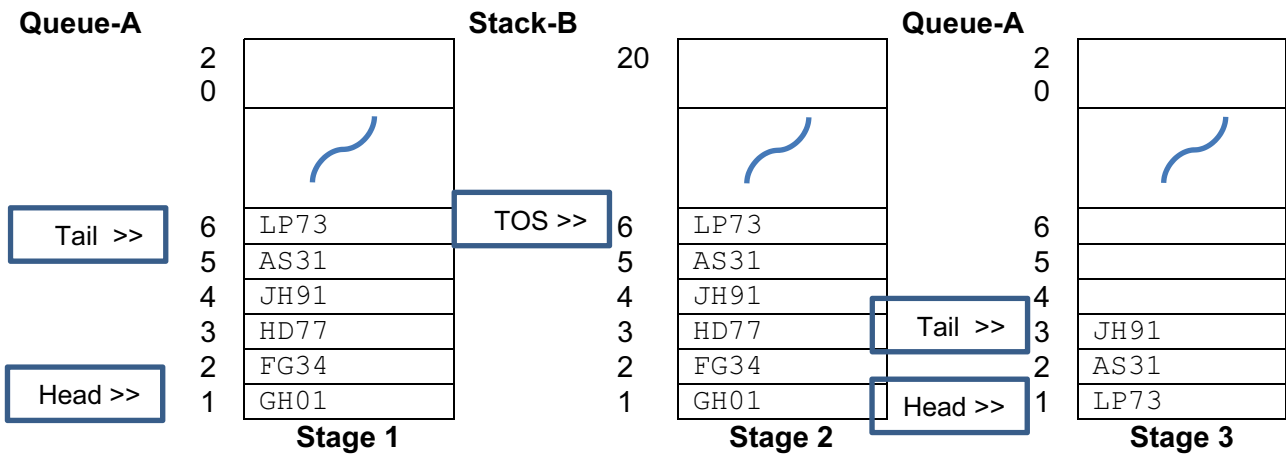 Queue-A Stack-B Queue-A
2 20 2
0 0
Tail >> 6 LP73 TOS >> 6 LP73 6
5 AS31 5 AS31 5
4 JH91 4 JH91 4
3 HD77 3 HD77 Tail >> 3 JH91
2 FG34 2 FG34 2 AS31
Head >> 1 GH01 1 GH01 Head >> 1 LP73
Stage 1 Stage 2 Stage 3